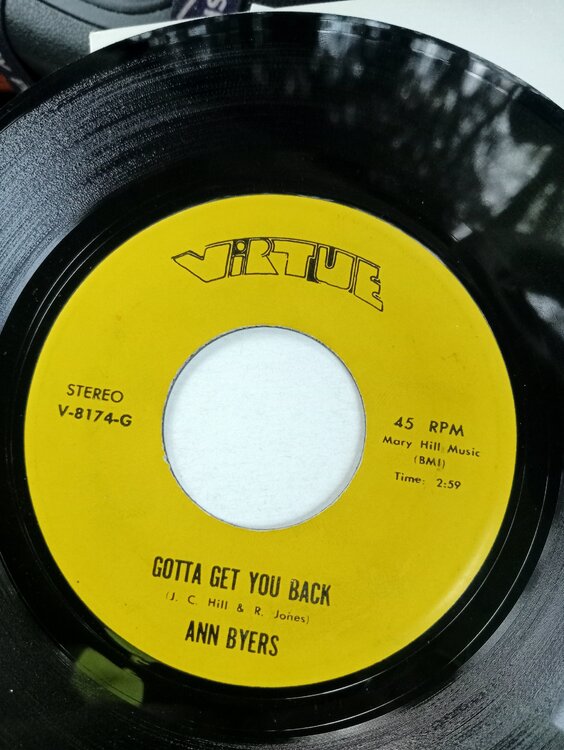 ViRTUE
STEREO
V-8174-G
45 RPM
Mary Hill Music
(BMI)
Time: 2:59
GOTTA GET YOU BACK
(J. C. Hill & R. Jones)
ANN BYERS